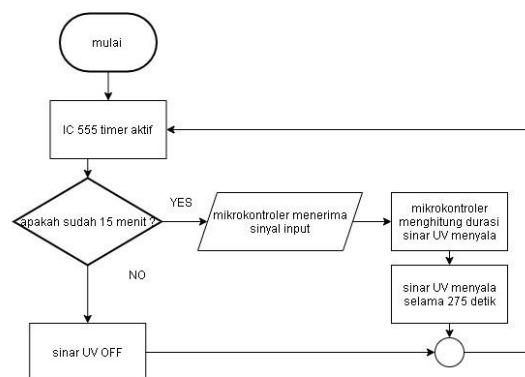 mulai
IC 555 timer aktif
apakah sudah 15 menit ?
YES
mikrokontroler menerima
sinyal input
mikrokontroler
menghitung durasi
sinar UV menyala
NO
sinar UV menyala
selama 275 detik
sinar UV OFF